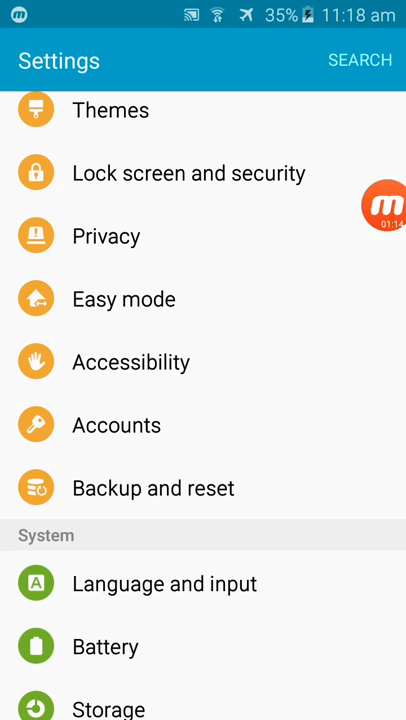 35% 11:18 am
Settings
SEARCH
Themes
Lock screen and security
Privacy
01:14
Easy mode
Accessibility
Accounts
Backup and reset
System
A
Language and input
Battery
Storage